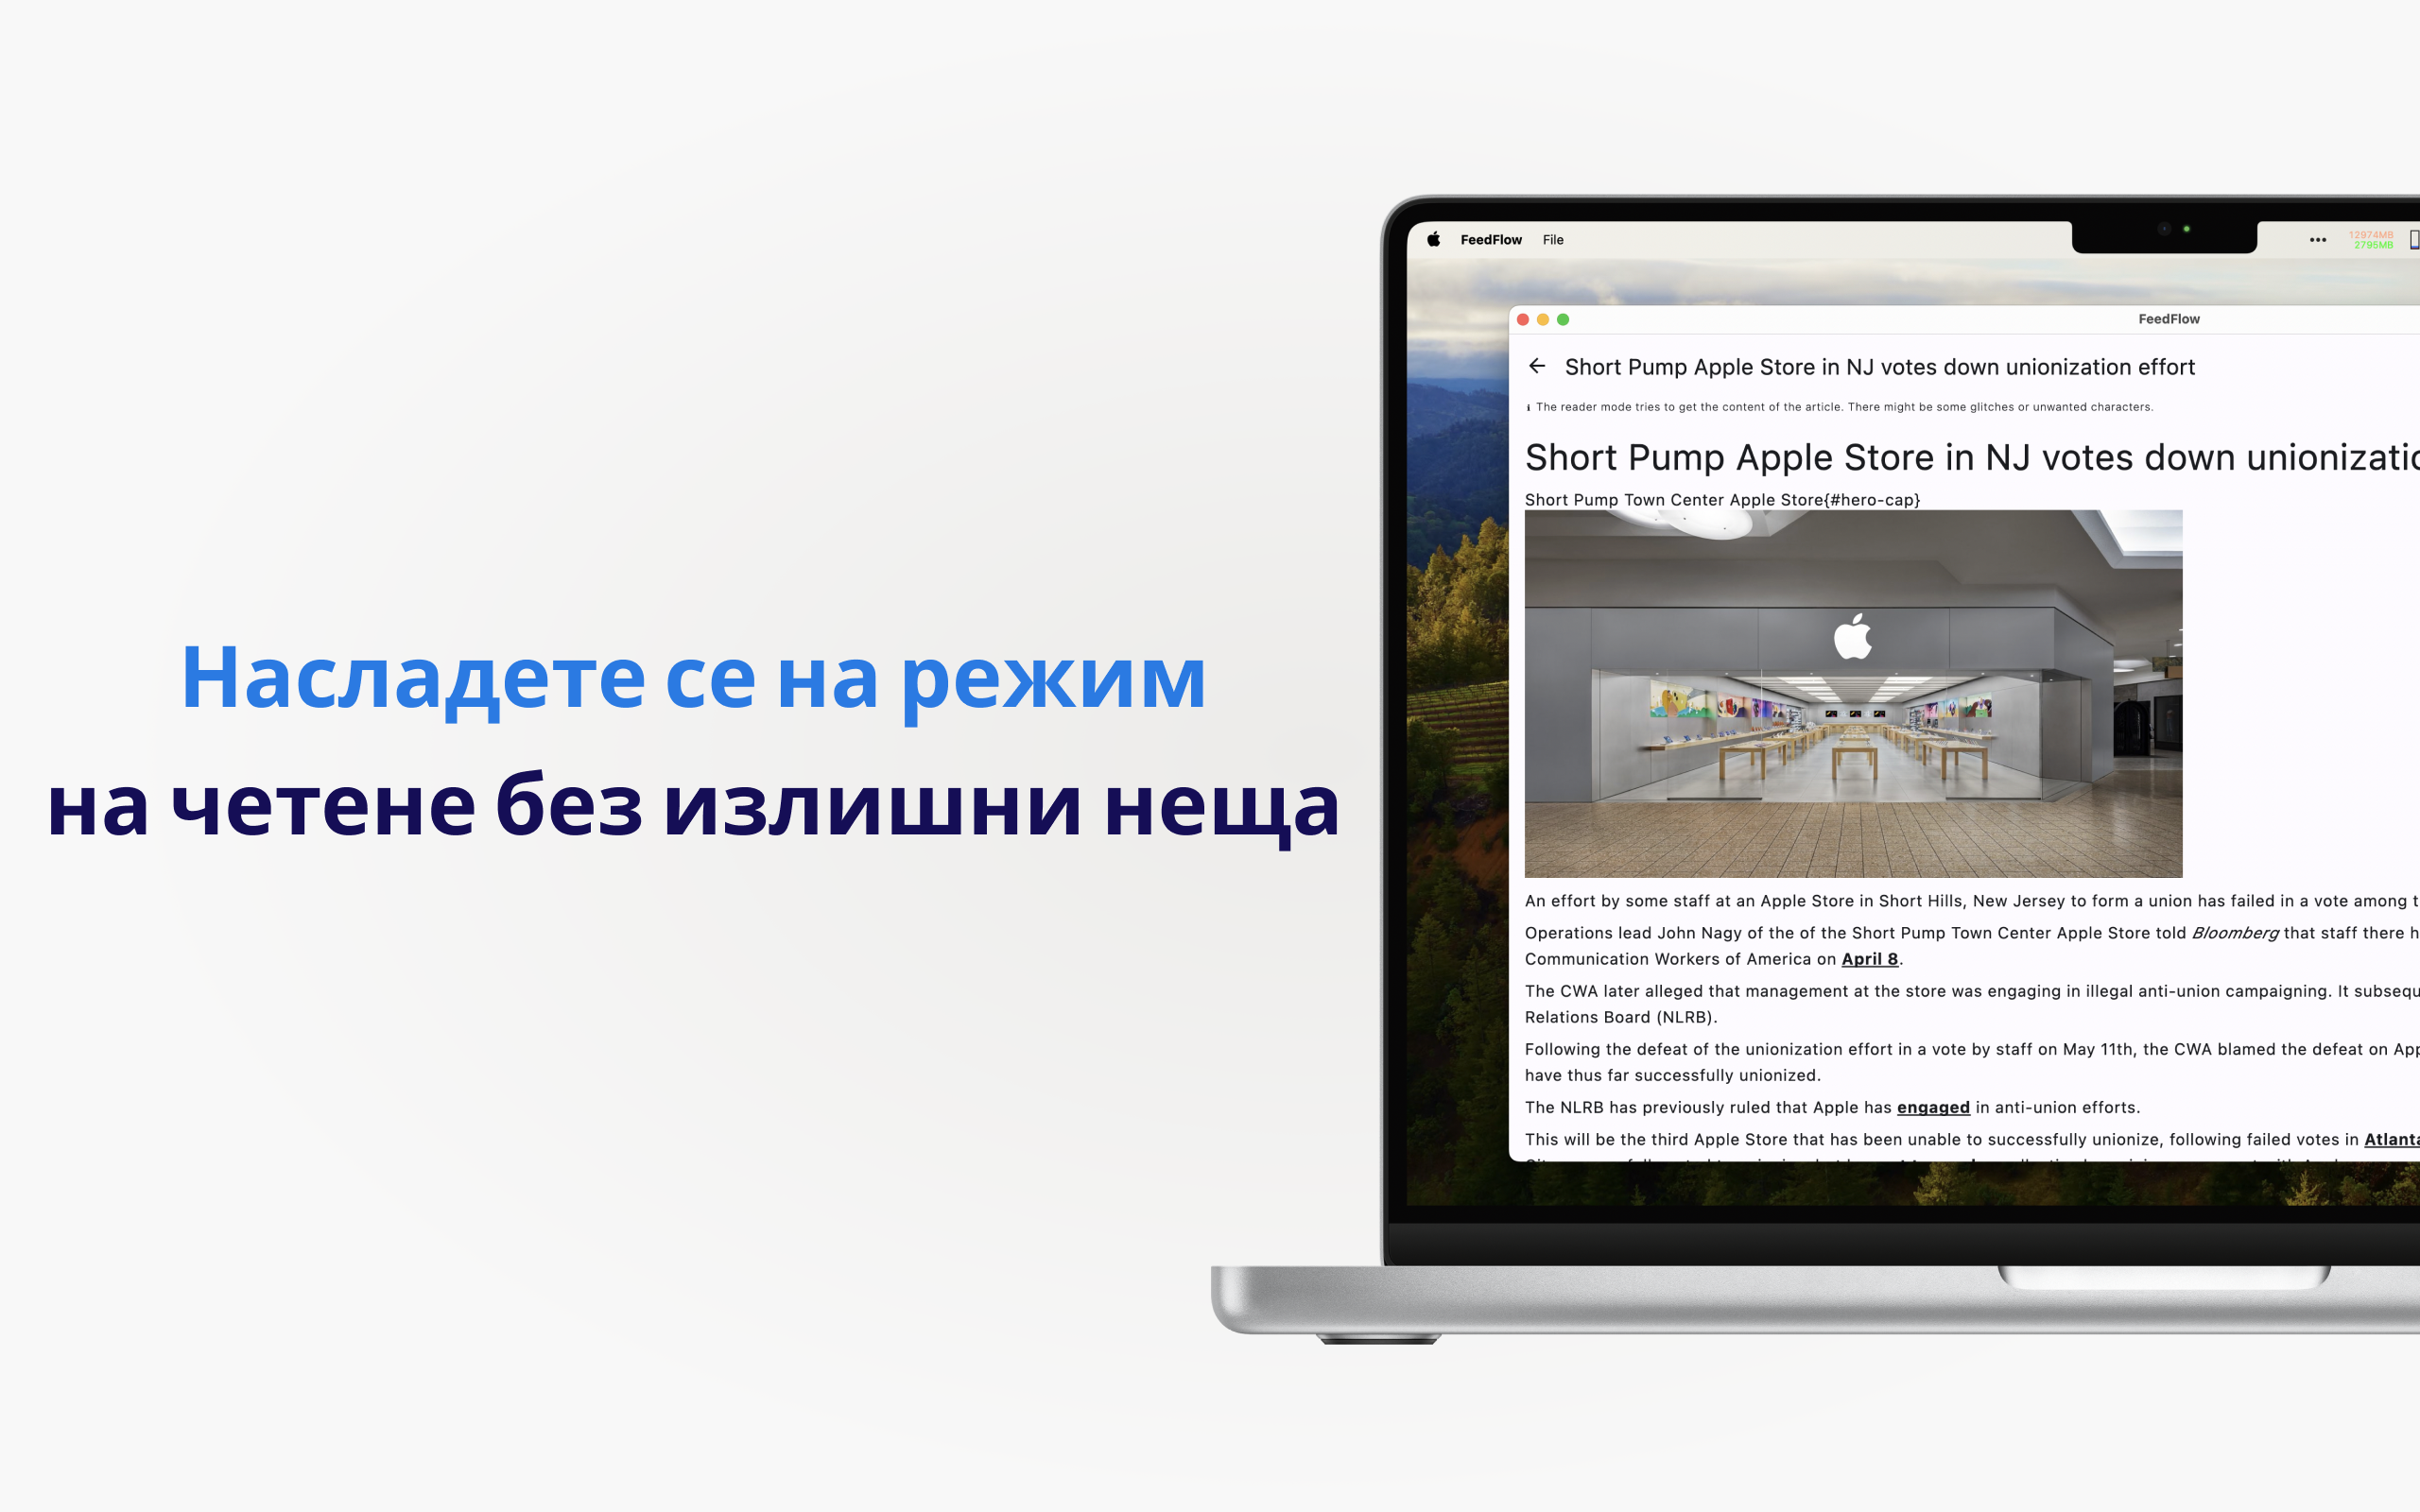 Насладете се на режим
на четене без излишни неща
FeedFlow File
••• 12974MB
2795MB
FeedFlow
Short Pump Apple Store in NJ votes down unionization effort
ℹ The reader mode tries to get the content of the article. There might be some glitches or unwanted characters.
Short Pump Apple Store in NJ votes down
Short Pump Town Center Apple Store{#hero-cap}
An effort by some staff at an Apple Store in Short Hills, New Jersey to form a union has failed in a vote among
Operations lead John Nagy of the of the Short Pump Town Center Apple Store told Bloomberg that staff there
Communication Workers of America on April 8.
The CWA later alleged that management at the store was engaging in illegal anti-union campaigning. It
Relations Board (NLRB).
Following the defeat of the unionization effort in a vote by staff on May 11th, the CWA blamed the defeat on
have thus far successfully unionized.
The NLRB has previously ruled that Apple has engaged in anti-union efforts.
This will be the third Apple Store that has been unable to successfully unionize, following failed votes in Atlanta